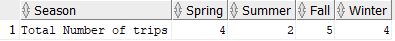 Season Spring Summer Fall Winter
1 Total Number of trips 4 2 5 4